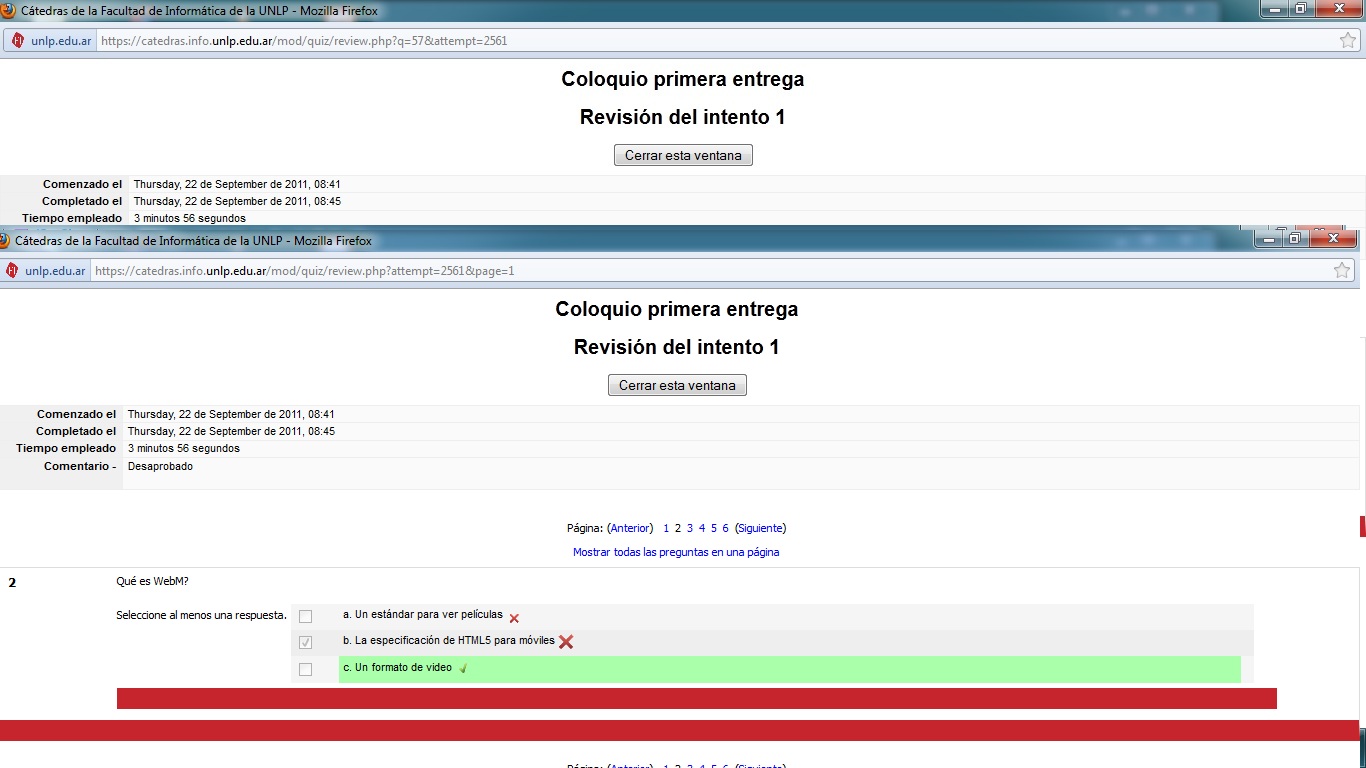 Cátedras de la Facultad de Informática de la UNLP - Mozilla Firefox
unlp.edu.ar https://catedras.info.unlp.edu.ar/mod/quiz/review.php?q=57&attempt=2561
Coloquio primera entrega
Revisión del intento 1
Cerrar esta ventana
Comenzado el Thursday, 22 de September de 2011, 08:41
Completado el Thursday, 22 de September de 2011, 08:45
Tiempo empleado 3 minutos 56 segundos
Cátedras de la Facultad de Informática de la UNLP - Mozilla Firefox
unlp.edu.ar https://catedras.info.unlp.edu.ar/mod/quiz/review.php?attempt=2561&page=1
Coloquio primera entrega
Revisión del intento 1
Cerrar esta ventana
Comenzado el Thursday, 22 de September de 2011, 08:41
Completado el Thursday, 22 de September de 2011, 08:45
Tiempo empleado 3 minutos 56 segundos
Comentario - Desaprobado
Página: (Anterior) 1 2 3 4 5 6 (Siguiente)
Mostrar todas las preguntas en una página
2 Qué es WebM?
Seleccione al menos una respuesta. a. Un estándar para ver películas
b. La especificación de HTML5 para móviles
c. Un formato de video
Página: (Anterior) 1 2 3 4 5 6 (Siguiente)